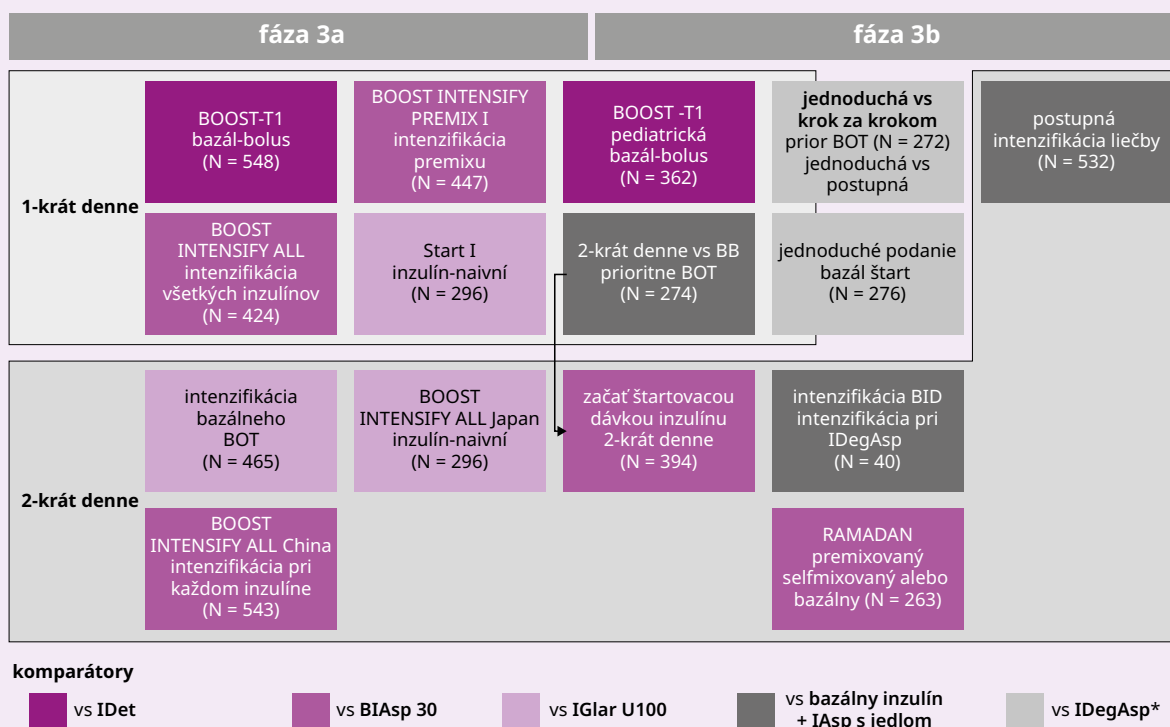 fáza 3a
fáza 3b
1-krát denne
BOOST-T1
bazál-bolus
(N = 548)
BOOST INTENSIFY
PREMIX I
intenzifikácia
premixu
(N = 447)
BOOST -T1
pediatrická
bazál-bolus
(N = 362)
jednoduchá vs
krok za krokom
prior BOT (N = 272)
jednoduchá vs
postupná
postupná
intenzifikácia liečby
(N = 532)
BOOST
INTENSIFY ALL
intenzifikácia
všetkých inzulínov
(N = 424)
Start I
inzulín-naivní
(N = 296)
2-krát denne vs BB
prioritne BOT
(N = 274)
jednoduché podanie
bazál štart
(N = 276)
2-krát denne
intenzifikácia
bazálneho
BOT
(N = 465)
BOOST
INTENSIFY ALL Japan
inzulín-naivní
(N = 296)
začať štartovacou
dávkou inzulínu
2-krát denne
(N = 394)
intenzifikácia BID
intenzifikácia pri
IDegAsp
(N = 40)
BOOST
INTENSIFY ALL China
intenzifikácia pri
každom inzulíne
(N = 543)
RAMADAN
premixovaný
selfmixovaný alebo
bazálny (N = 263)
komparátory
vs IDet
vs BIAsp 30
vs IGlar U100
vs bazálny inzulín
+ IAsp s jedlom
vs IDegAsp*